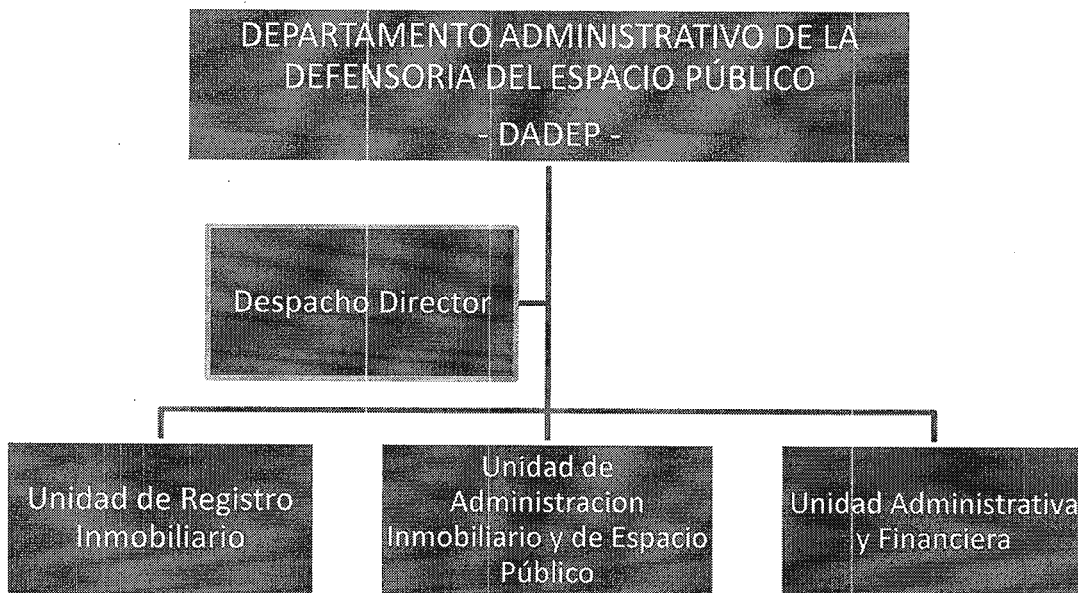 DEPARTAMENTO ADMINISTRATIVO DE LA
DEFENSORIA DEL ESPACIO PÚBLICO
- DADEP -
Despacho Director
Unidad de Registro
Inmobiliario
Unidad de
Administracion
Inmobiliario y de Espacio
Público
Unidad Administrativa
y Financiera